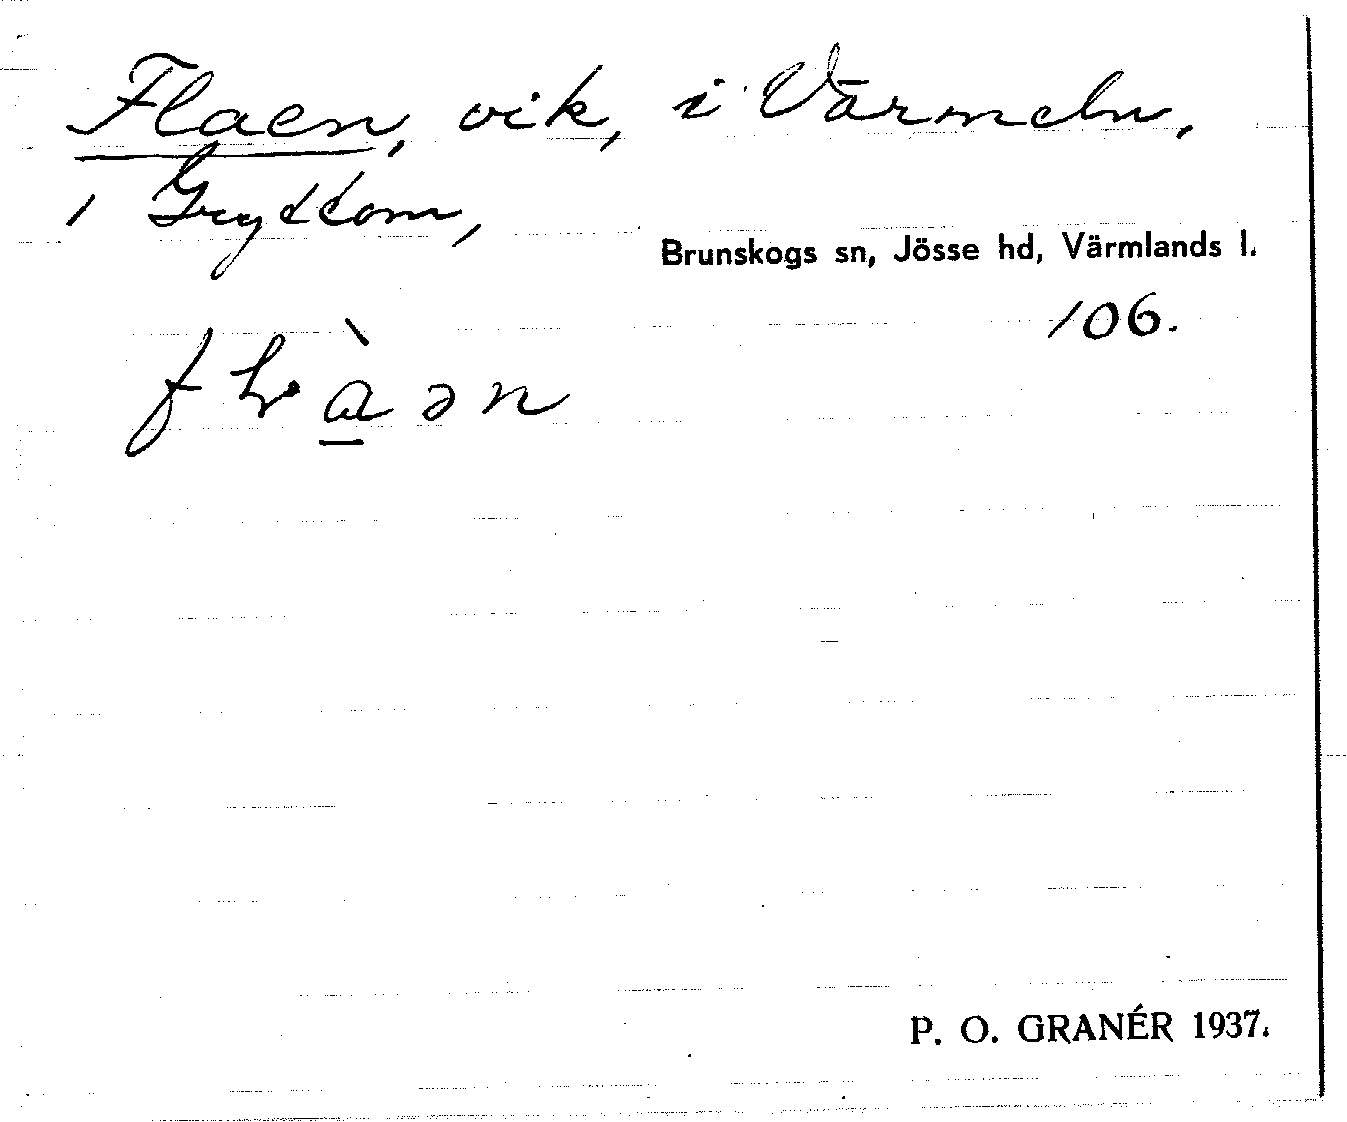 Flaen, vik, i Värmeln,
i Gryttom,
Brunskogs sn, Jösse hd, Värmlands l.
106.
P. O. GRANÉR 1937.